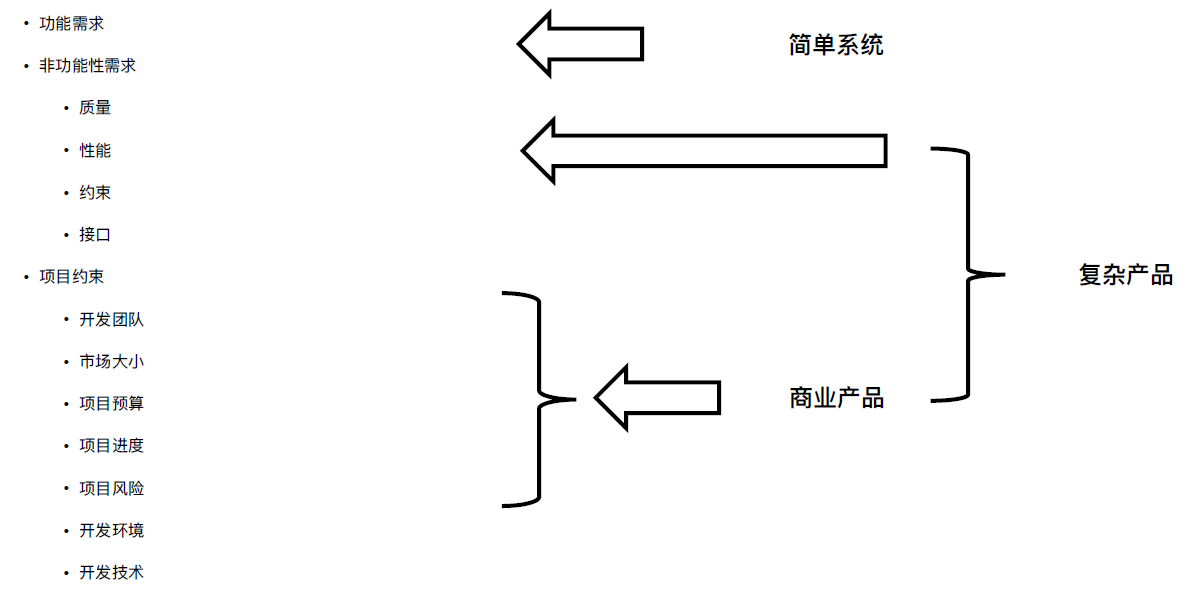 • 功能需求
简单系统
• 非功能性需求
• 质量
• 性能
• 约束
• 接口
• 项目约束
复杂产品
• 开发团队
• 市场大小
• 项目预算
商业产品
• 项目进度
• 项目风险
• 开发环境
• 开发技术